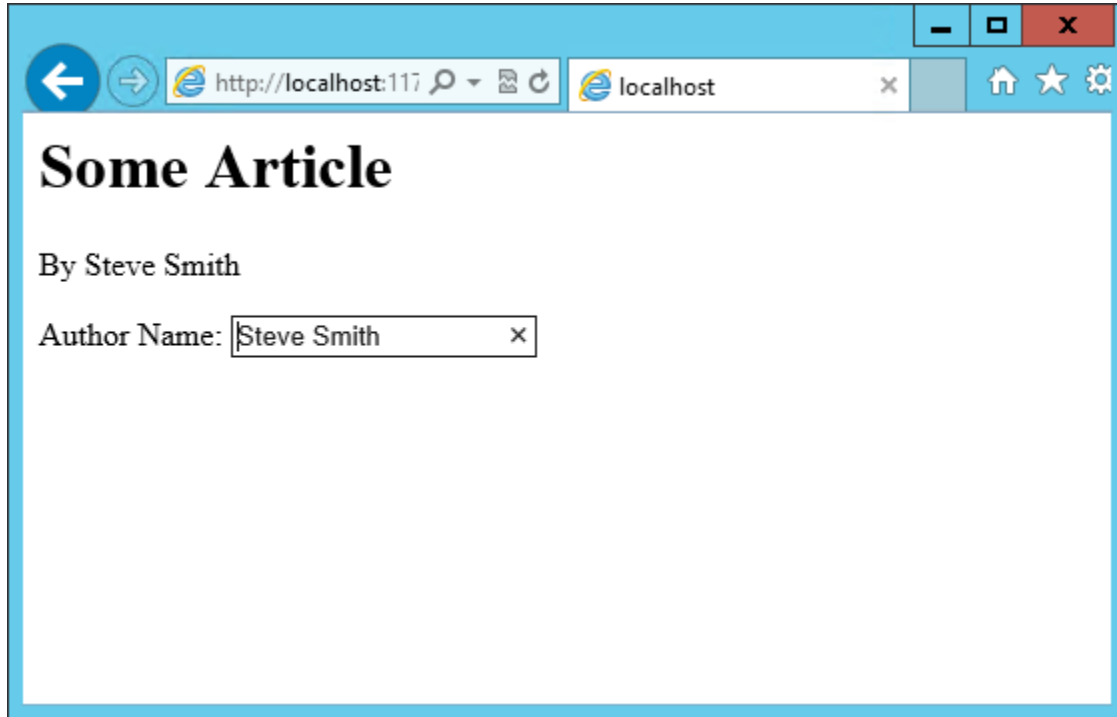 http://localhost:117
localhost
Some Article
By Steve Smith
Author Name: Steve Smith